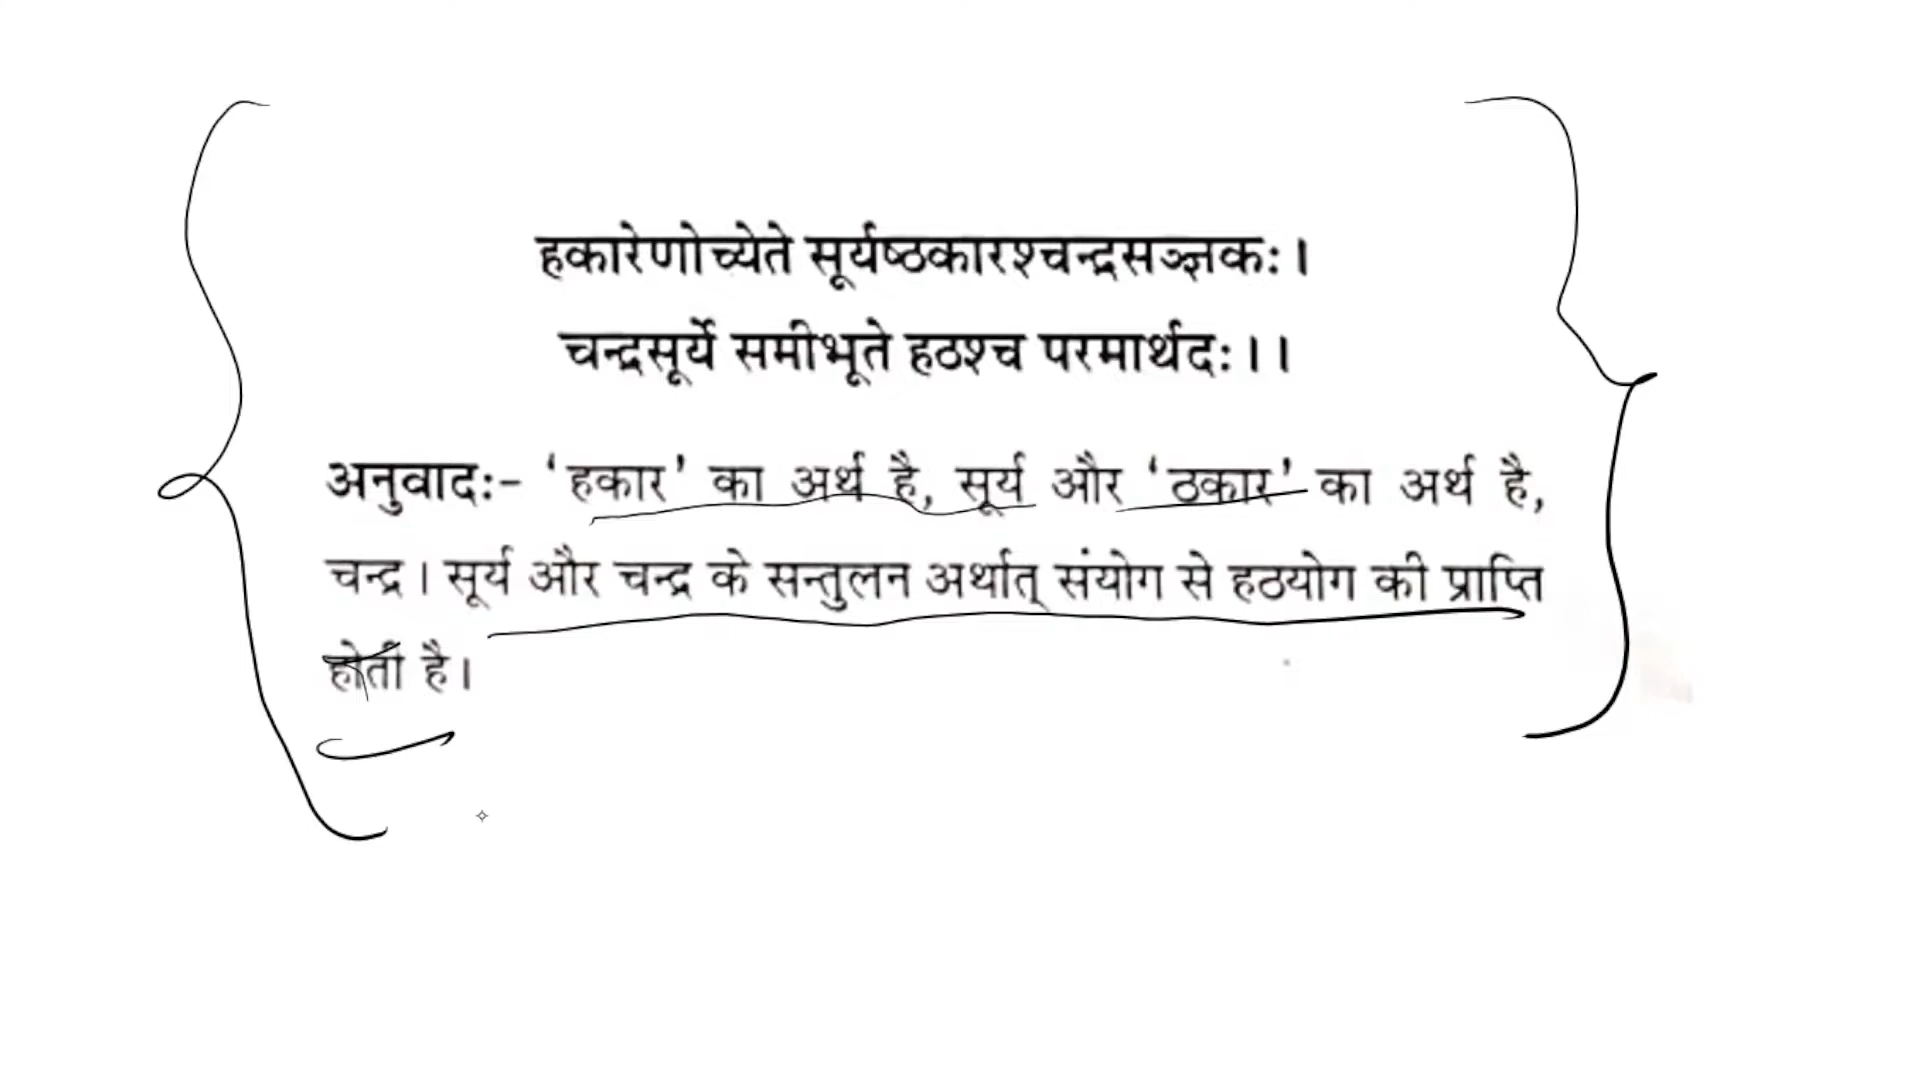 हकारेणोच्येते सूर्यष्ठकारश्चन्द्रसञ्ज्ञकः।
चन्द्रसूर्ये समीभूते हठश्च परमार्थदः।।
अनुवादः- ‘हकार’ का अर्थ है, सूर्य और ‘ठकार’ का अर्थ है,
चन्द्र। सूर्य और चन्द्र के सन्तुलन अर्थात् संयोग से हठयोग की प्राप्ति
होती है।